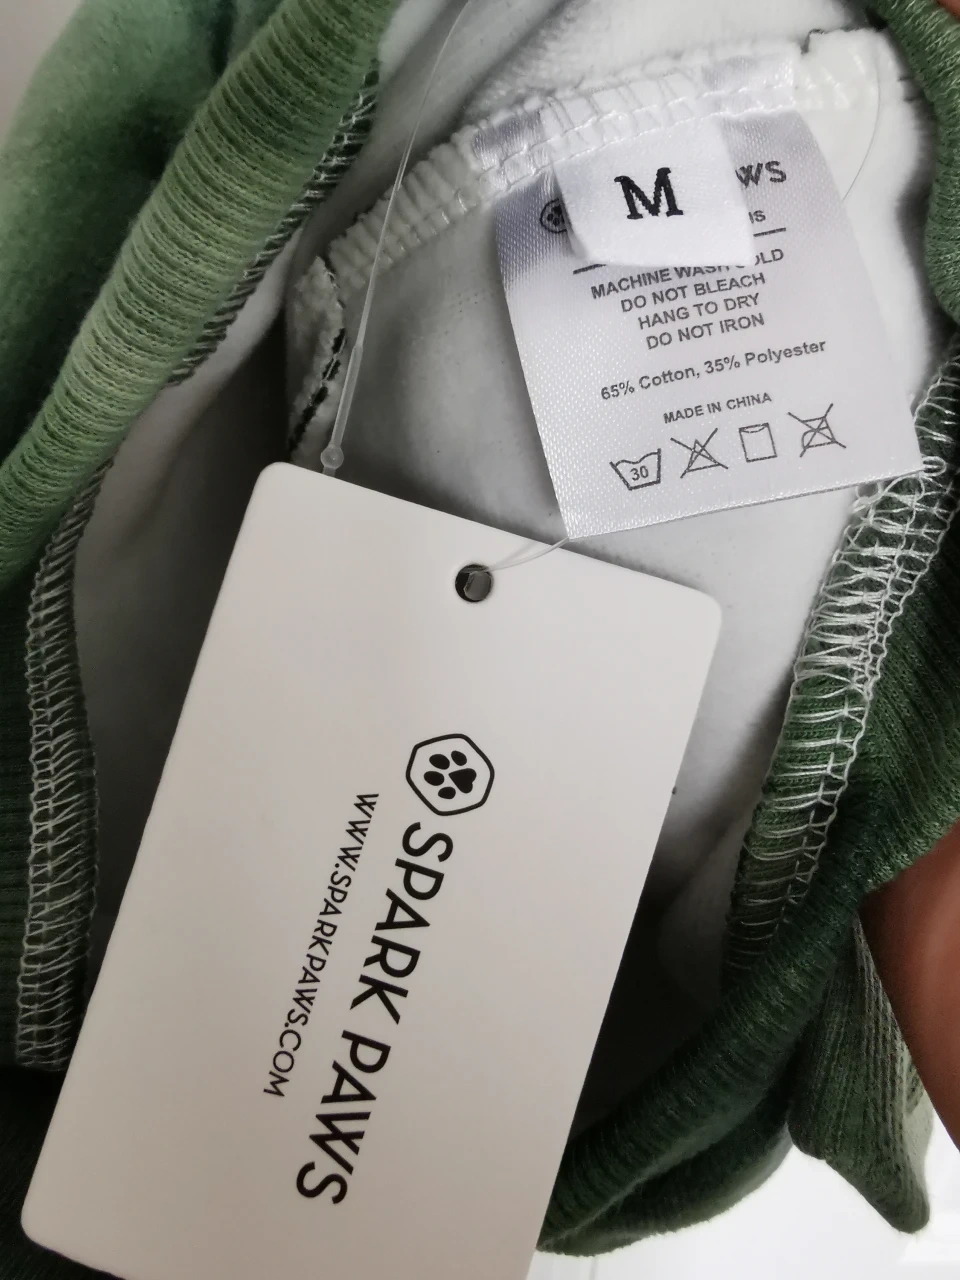 M
MACHINE WASH COLD
DO NOT BLEACH
HANG TO DRY
DO NOT IRON
65% Cotton, 35% Polyester
MADE IN CHINA
30
SPARK PAWS
WWW.SPARKPAWS.COM